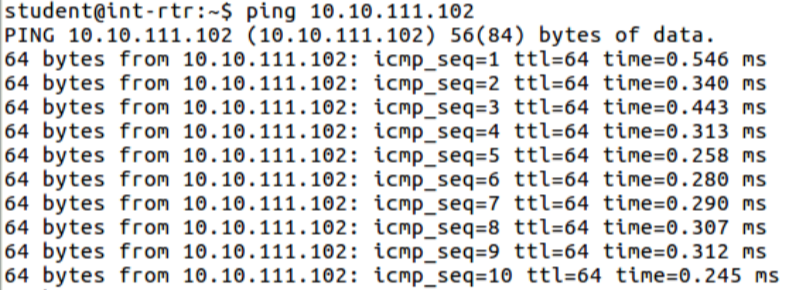 student@int-rtr:~$ ping 10.10.111.102
PING 10.10.111.102 (10.10.111.102) 56(84) bytes of data.
64 bytes from 10.10.111.102: icmp_seq=1 ttl=64 time=0.546 ms
64 bytes from 10.10.111.102: icmp_seq=2 ttl=64 time=0.340 ms
64 bytes from 10.10.111.102: icmp_seq=3 ttl=64 time=0.443 ms
64 bytes from 10.10.111.102: icmp_seq=4 ttl=64 time=0.313 ms
64 bytes from 10.10.111.102: icmp_seq=5 ttl=64 time=0.258 ms
64 bytes from 10.10.111.102: icmp_seq=6 ttl=64 time=0.280 ms
64 bytes from 10.10.111.102: icmp_seq=7 ttl=64 time=0.290 ms
64 bytes from 10.10.111.102: icmp_seq=8 ttl=64 time=0.307 ms
64 bytes from 10.10.111.102: icmp_seq=9 ttl=64 time=0.312 ms
64 bytes from 10.10.111.102: icmp_seq=10 ttl=64 time=0.245 ms